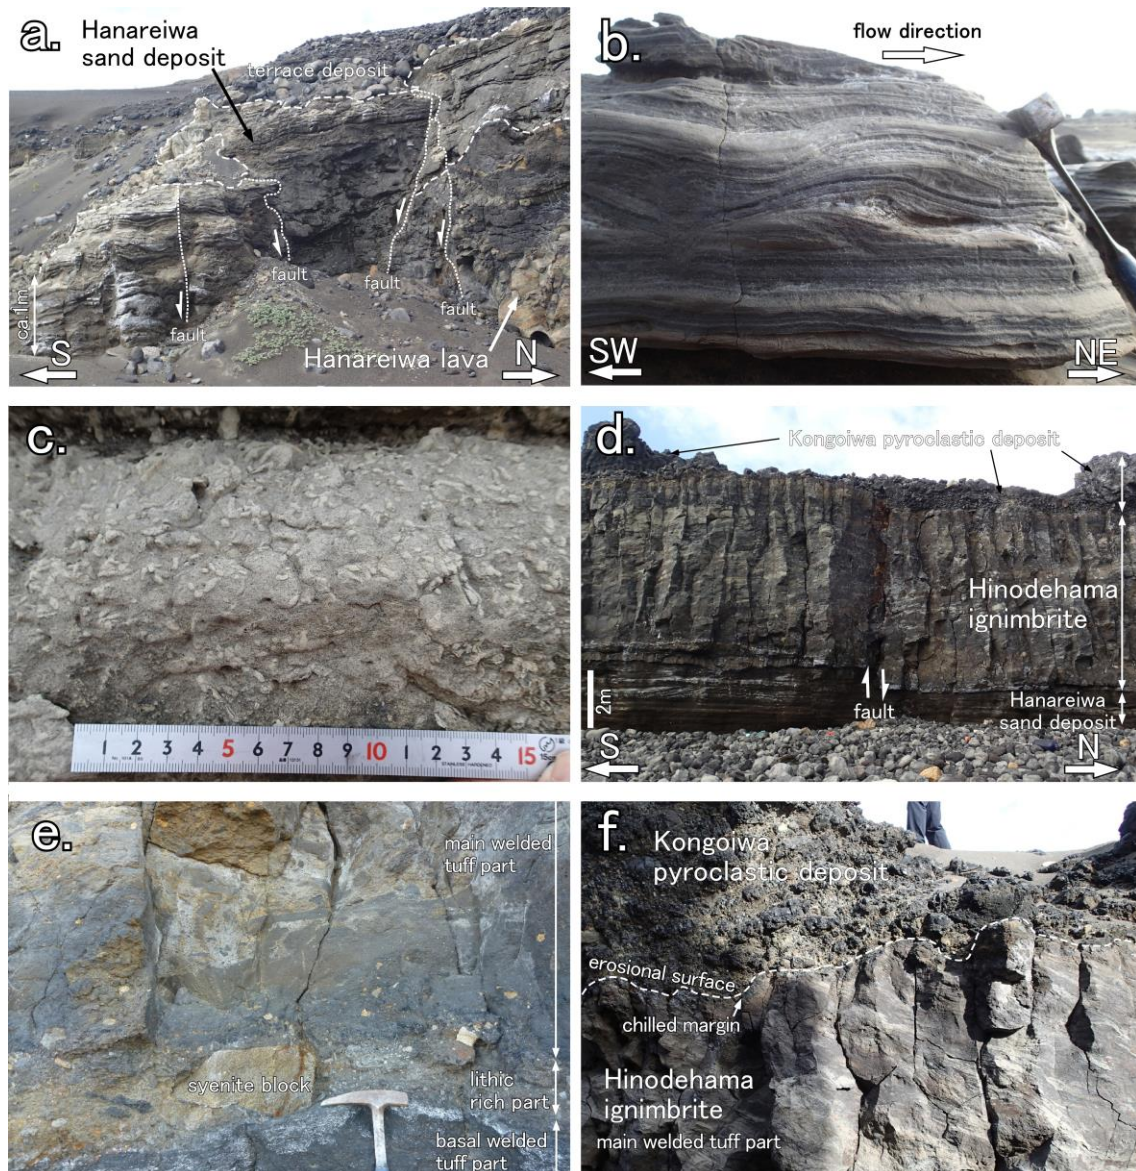 a.
Hanareiwa
sand deposit
terrace deposit
ca.1m
fault
fault
fault
fault
Hanareiwa lava
S
N
b.
flow direction
SW
NE
c.
1 2 3 4 5 6 7 8 9 10 1 2 3 4 15
d.
Kongoiwa pyroclastic deposit
Hinodehama
ignimbrite
2m
fault
Hanareiwa
sand deposit
S
N
e.
main welded
tuff part
syenite block
lithic
rich part
basal welded
tuff part
f.
Kongoiwa
pyroclastic deposit
erosional surface
chilled margin
Hinodehama
ignimbrite
main welded tuff part